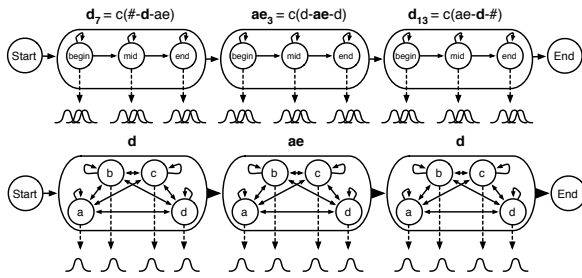 d7 = c(#-d-ae) ae3 = c(d-ae-d) d13 = c(ae-d-#)
Start begin mid end begin mid end begin mid end End
d ae d
b c b c b c
Start a d a d a d End